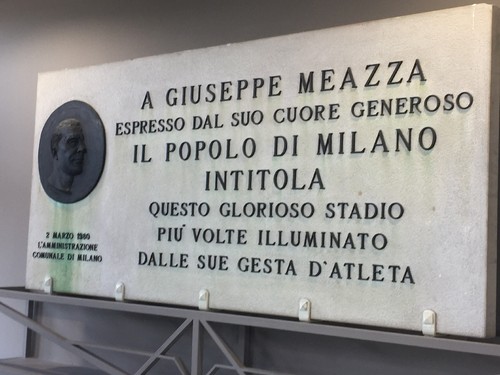 A GIUSEPPE MEAZZA
ESPRESSO DAL SUO CUORE GENEROSO
IL POPOLO DI MILANO
INTITOLA
QUESTO GLORIOSO STADIO
PIU' VOLTE ILLUMINATO
DALLE SUE GESTA D'ATLETA
2 MARZO 1980
L'AMMINISTRAZIONE
COMUNALE DI MILANO